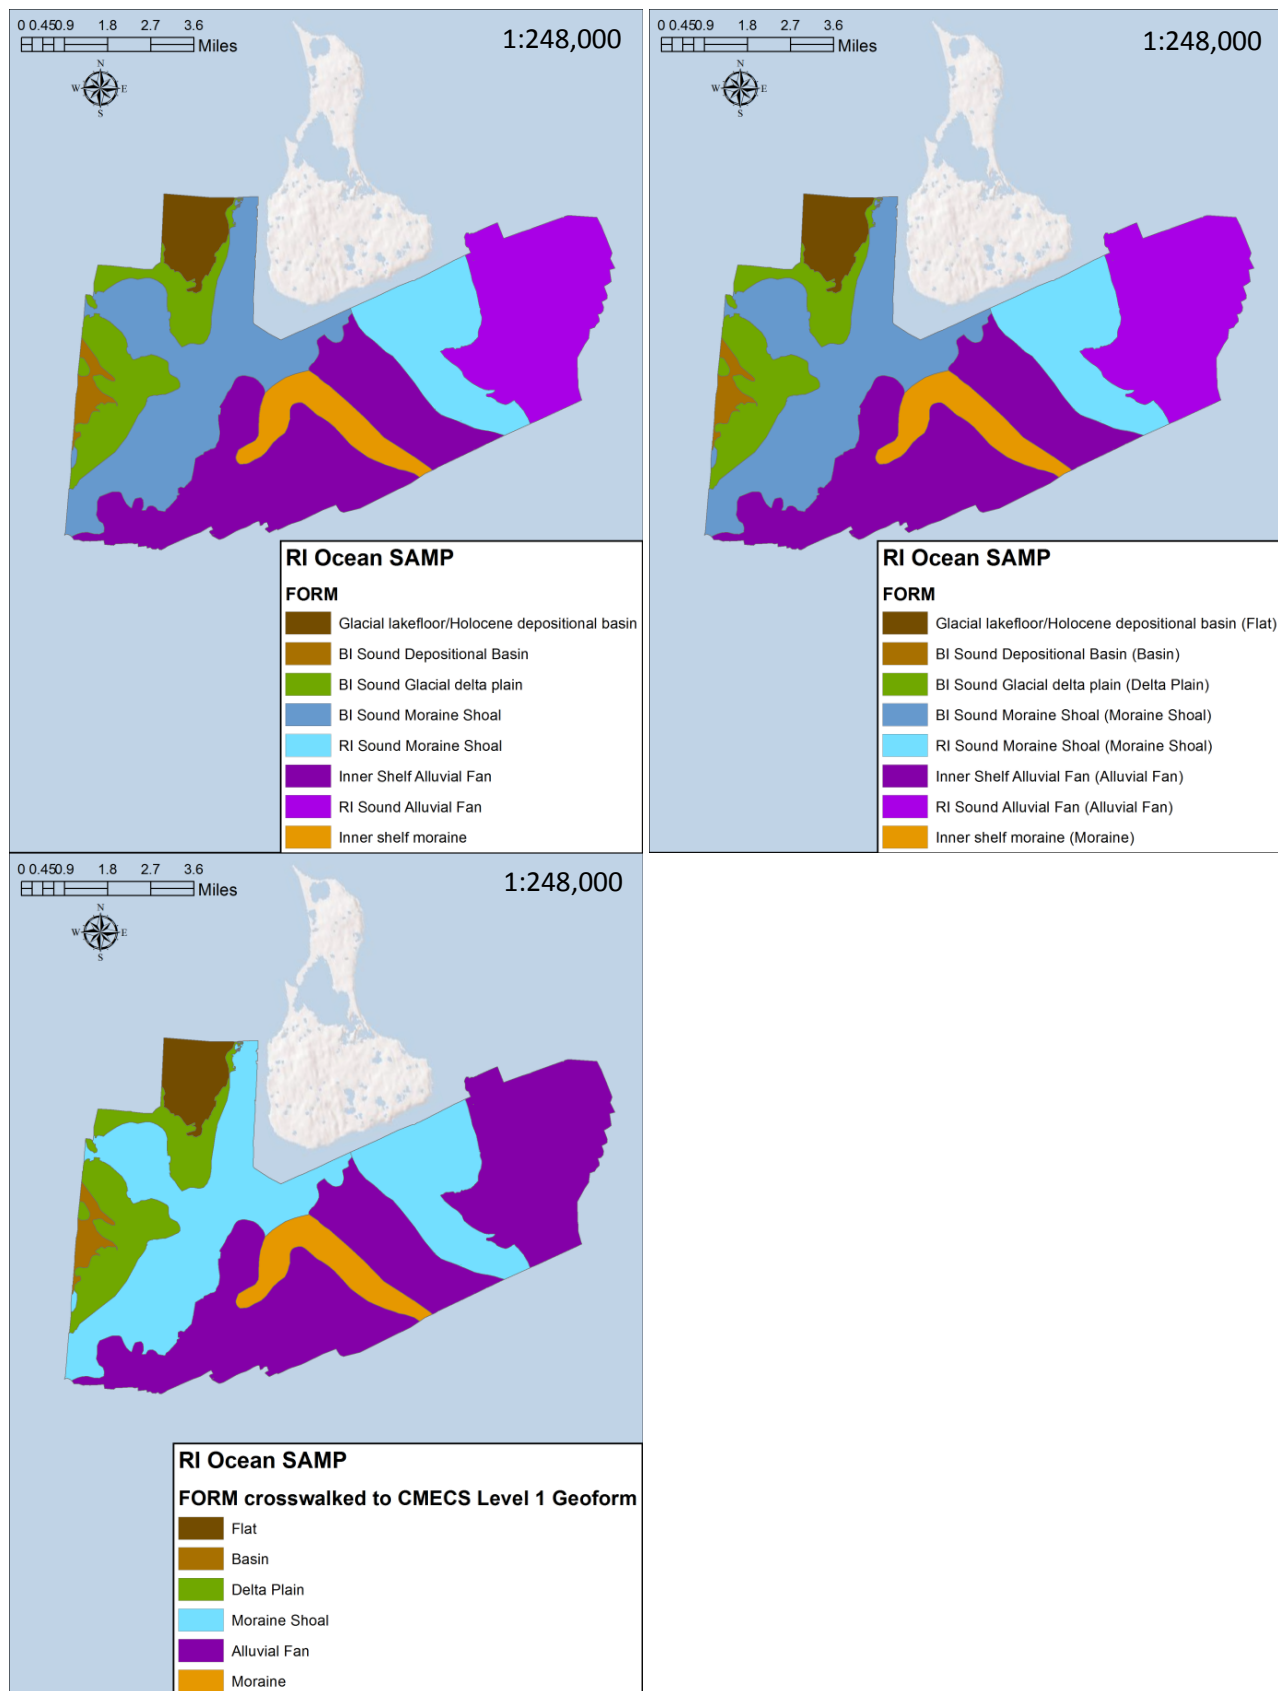 0 0.450.9 1.8 2.7 3.6
Miles
1:248,000
N
W E
S
RI Ocean SAMP
FORM
Glacial lakefloor/Holocene depositional basin
BI Sound Depositional Basin
BI Sound Glacial delta plain
BI Sound Moraine Shoal
RI Sound Moraine Shoal
Inner Shelf Alluvial Fan
RI Sound Alluvial Fan
Inner shelf moraine
0 0.450.9 1.8 2.7 3.6
Miles
1:248,000
N
W E
S
RI Ocean SAMP
FORM
Glacial lakefloor/Holocene depositional basin (Flat)
BI Sound Depositional Basin (Basin)
BI Sound Glacial delta plain (Delta Plain)
BI Sound Moraine Shoal (Moraine Shoal)
RI Sound Moraine Shoal (Moraine Shoal)
Inner Shelf Alluvial Fan (Alluvial Fan)
RI Sound Alluvial Fan (Alluvial Fan)
Inner shelf moraine (Moraine)
0 0.450.9 1.8 2.7 3.6
Miles
1:248,000
N
W E
S
RI Ocean SAMP
FORM crosswalked to CMECS Level 1 Geoform
Flat
Basin
Delta Plain
Moraine Shoal
Alluvial Fan
Moraine